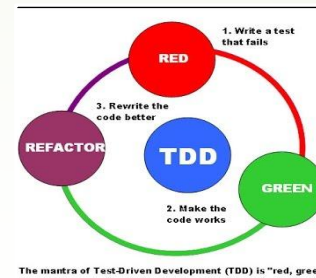 1. Write a test
that fails
RED
3. Rewrite the
code better
REFACTOR
TDD
GREEN
2. Make the
code works
The mantra of Test-Driven Development (TDD) is "red,